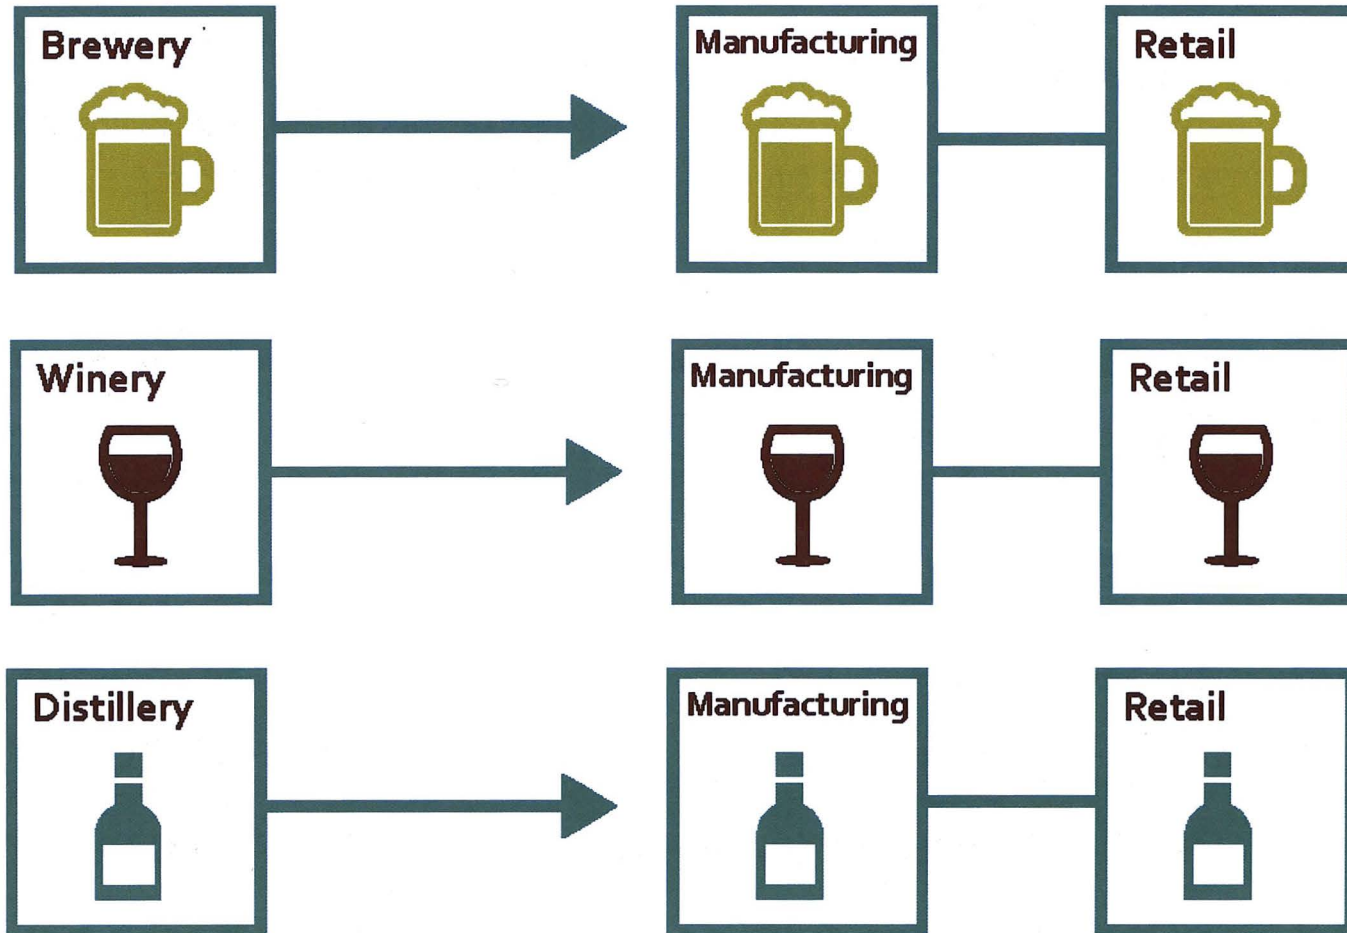 Brewery
Manufacturing
Retail
Winery
Manufacturing
Retail
Distillery
Manufacturing
Retail